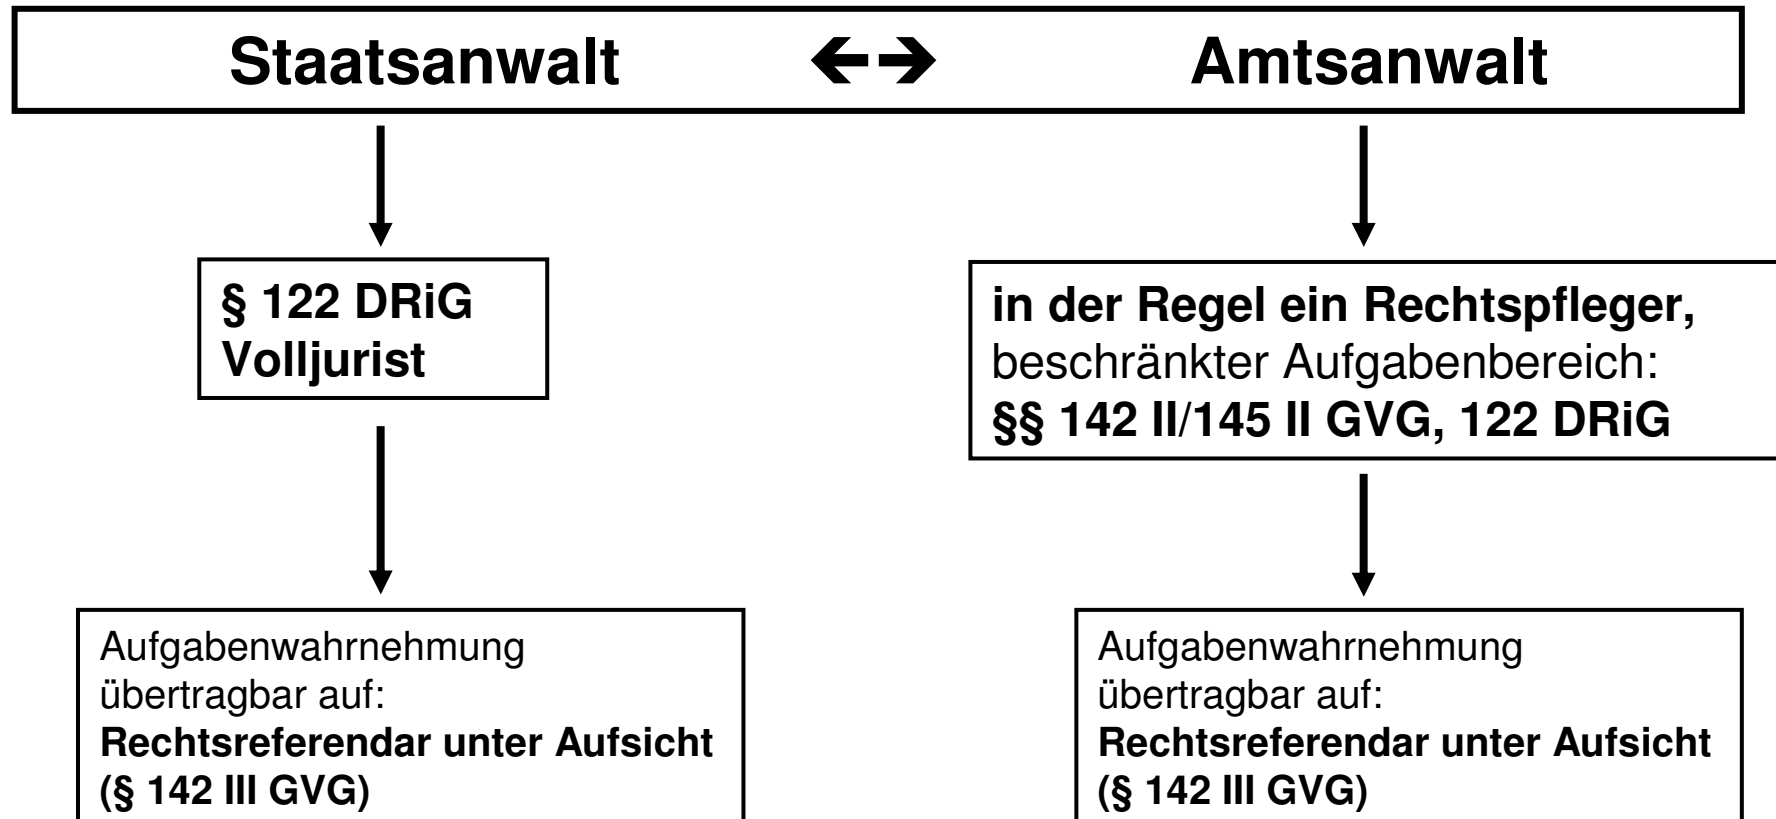 Staatsanwalt ←→ Amtsanwalt
§ 122 DRiG
Volljurist
in der Regel ein Rechtspfleger,
beschränkter Aufgabenbereich:
§§ 142 II/145 II GVG, 122 DRiG
Aufgabenwahrnehmung
übertragbar auf:
Rechtsreferendar unter Aufsicht
(§ 142 III GVG)
Aufgabenwahrnehmung
übertragbar auf:
Rechtsreferendar unter Aufsicht
(§ 142 III GVG)